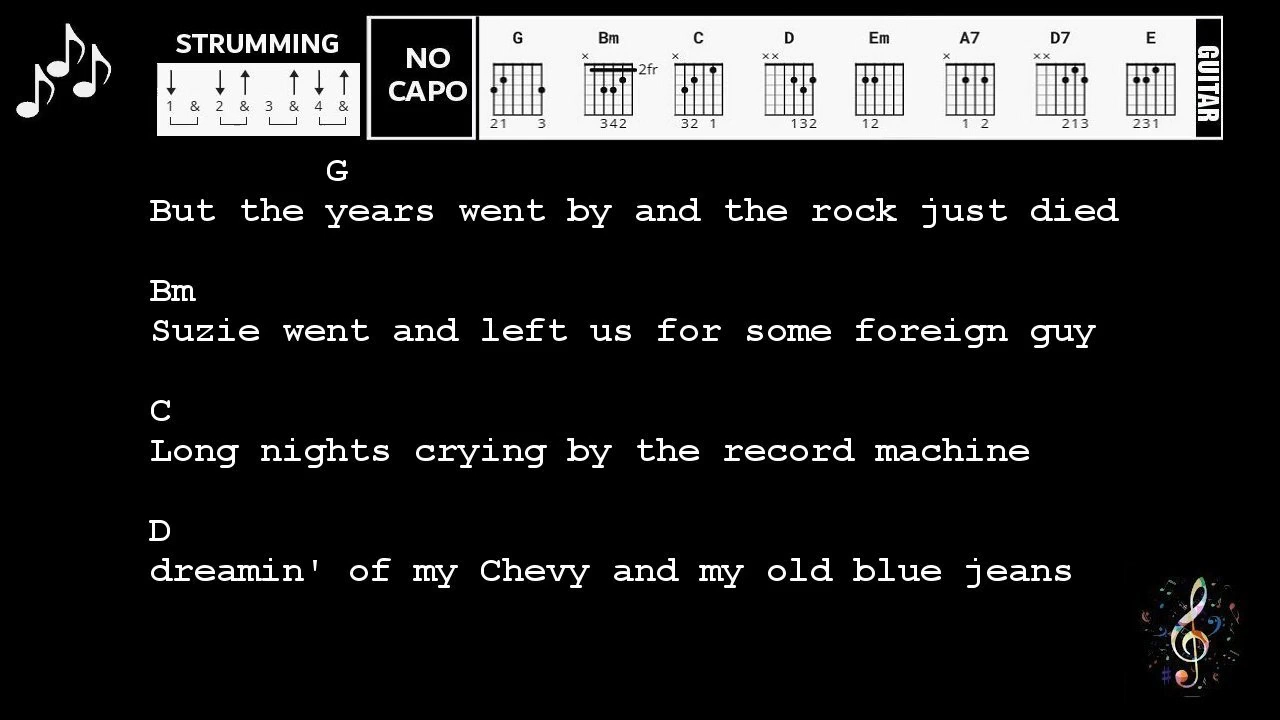 STRUMMING
1 & 2 & 3 & 4 &
NO
CAPO
G Bm C D Em A7 D7 E
× × ×× × ××
2fr
21 3 342 32 1 132 12 1 2 213 231
GUITAR
G
But the years went by and the rock just died
Bm
Suzie went and left us for some foreign guy
C
Long nights crying by the record machine
D
dreamin' of my Chevy and my old blue jeans